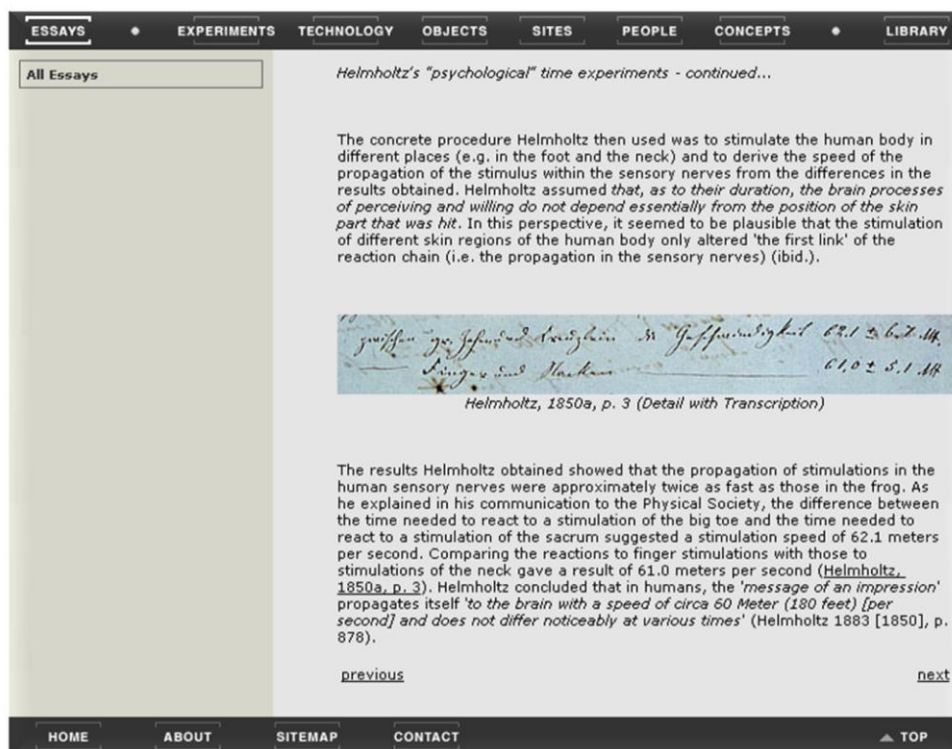 ESSAYS • EXPERIMENTS TECHNOLOGY OBJECTS SITES PEOPLE CONCEPTS • LIBRARY
All Essays
Helmholtz's "psychological" time experiments - continued...
The concrete procedure Helmholtz then used was to stimulate the human body in
different places (e.g. in the foot and the neck) and to derive the speed of the
propagation of the stimulus within the sensory nerves from the differences in the
results obtained. Helmholtz assumed that, as to their duration, the brain processes
of perceiving and willing do not depend essentially from the position of the skin
part that was hit. In this perspective, it seemed to be plausible that the stimulation
of different skin regions of the human body only altered 'the first link' of the
reaction chain (i.e. the propagation in the sensory nerves) (ibid.).
zwischen gr. Zehe und Kreuzbein die Geschwindigkeit 62.1 ± 6.7 M.
Finger und Nacken 61,0 ± 5.1 M
Helmholtz, 1850a, p. 3 (Detail with Transcription)
The results Helmholtz obtained showed that the propagation of stimulations in the
human sensory nerves were approximately twice as fast as those in the frog. As
he explained in his communication to the Physical Society, the difference between
the time needed to react to a stimulation of the big toe and the time needed to
react to a stimulation of the sacrum suggested a stimulation speed of 62.1 meters
per second. Comparing the reactions to finger stimulations with those to
stimulations of the neck gave a result of 61.0 meters per second (Helmholtz,
1850a, p. 3). Helmholtz concluded that in humans, the 'message of an impression'
propagates itself 'to the brain with a speed of circa 60 Meter (180 feet) [per
second] and does not differ noticeably at various times' (Helmholtz 1883 [1850], p.
878).
previous next
HOME ABOUT SITEMAP CONTACT TOP